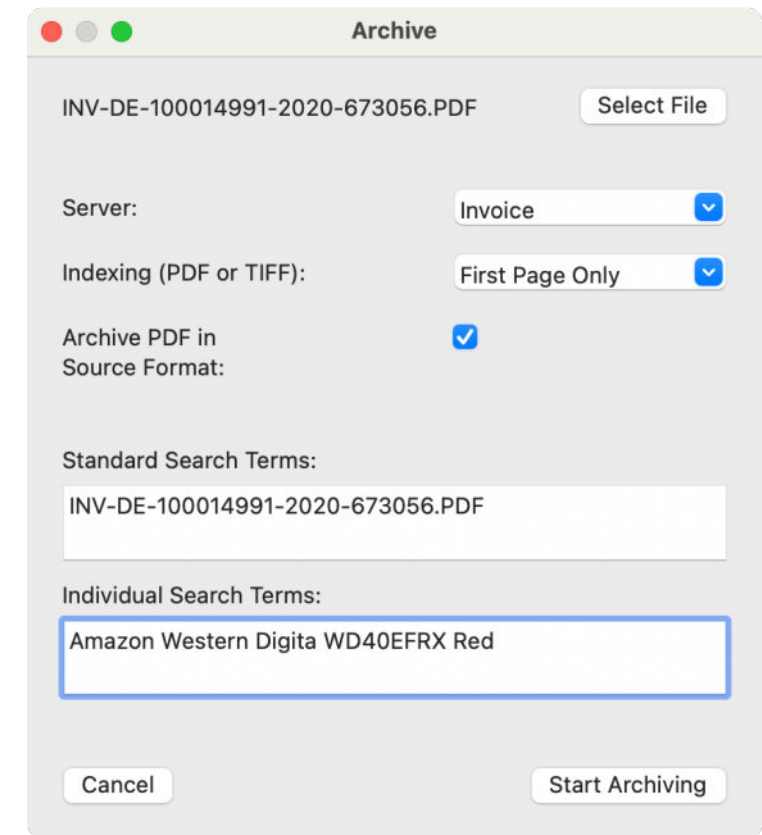 Archive
INV-DE-100014991-2020-673056.PDF Select File
Server: Invoice
Indexing (PDF or TIFF): First Page Only
Archive PDF in
Source Format:
Standard Search Terms:
INV-DE-100014991-2020-673056.PDF
Individual Search Terms:
Amazon Western Digita WD40EFRX Red
Cancel Start Archiving